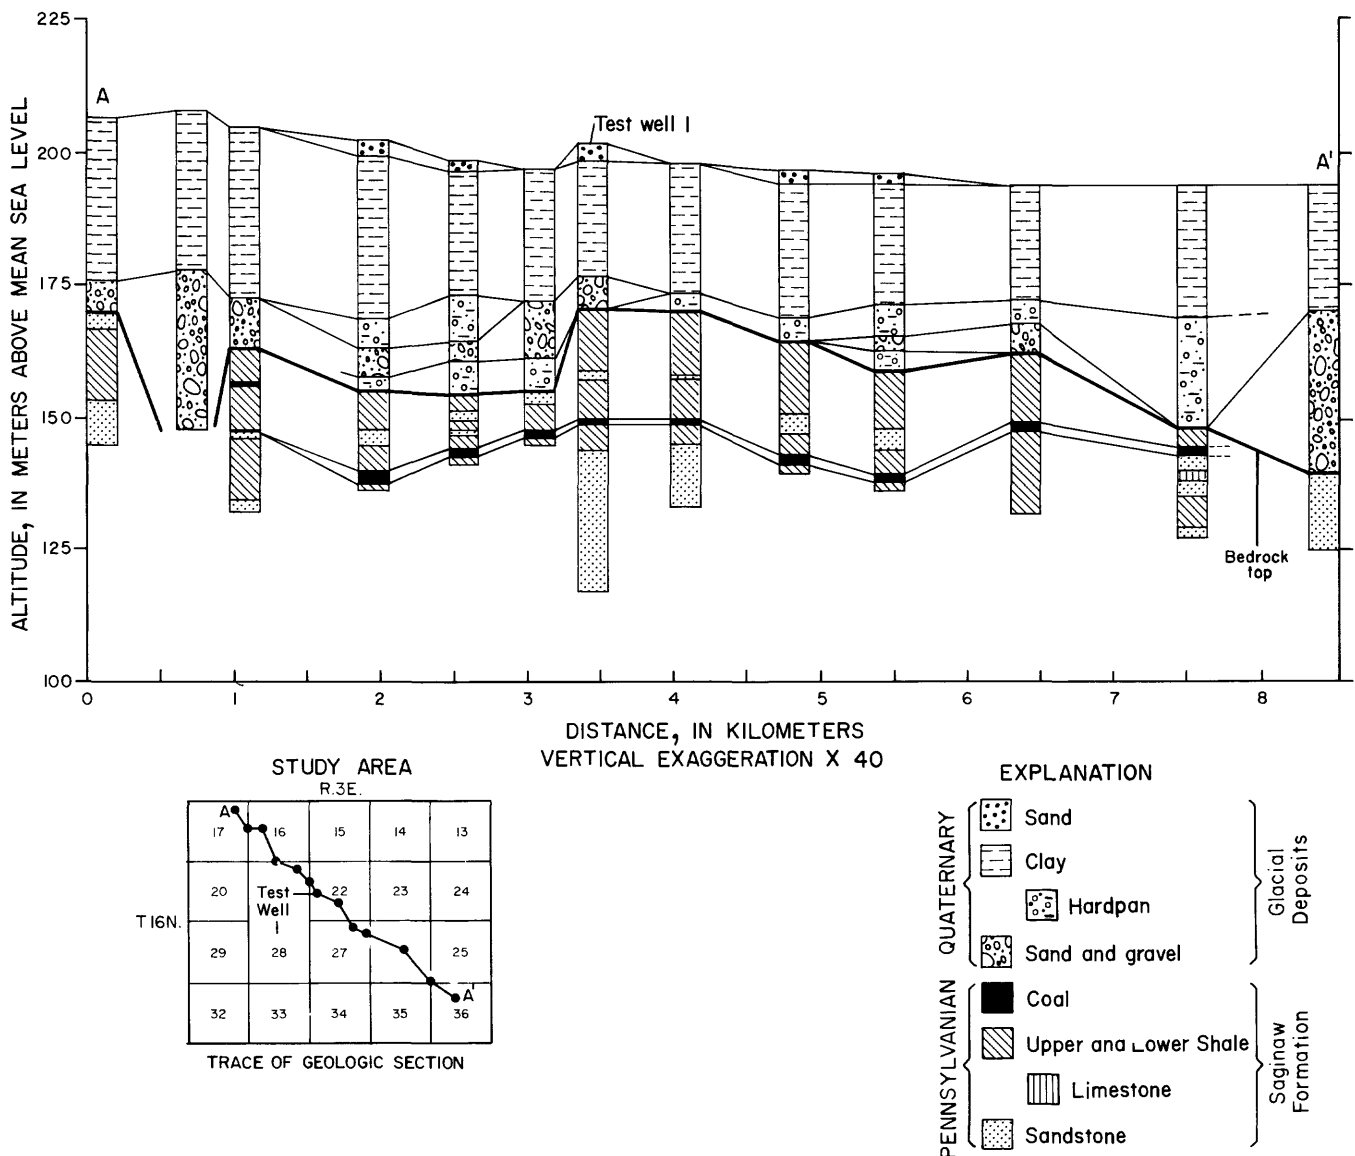 225
200
175
150
125
100
ALTITUDE, IN METERS ABOVE MEAN SEA LEVEL
A
Test well 1
A'
Bedrock
top
0 1 2 3 4 5 6 7 8
DISTANCE, IN KILOMETERS
VERTICAL EXAGGERATION X 40
STUDY AREA
R.3E.
A
17 16 15 14 13
20 Test Well 1 22 23 24
T16N.
29 28 27 25
A'
32 33 34 35 36
TRACE OF GEOLOGIC SECTION
EXPLANATION
QUATERNARY
Sand
Clay
Hardpan
Sand and gravel
Glacial
Deposits
PENNSYLVANIAN
Coal
Upper and Lower Shale
Limestone
Sandstone
Saginaw
Formation